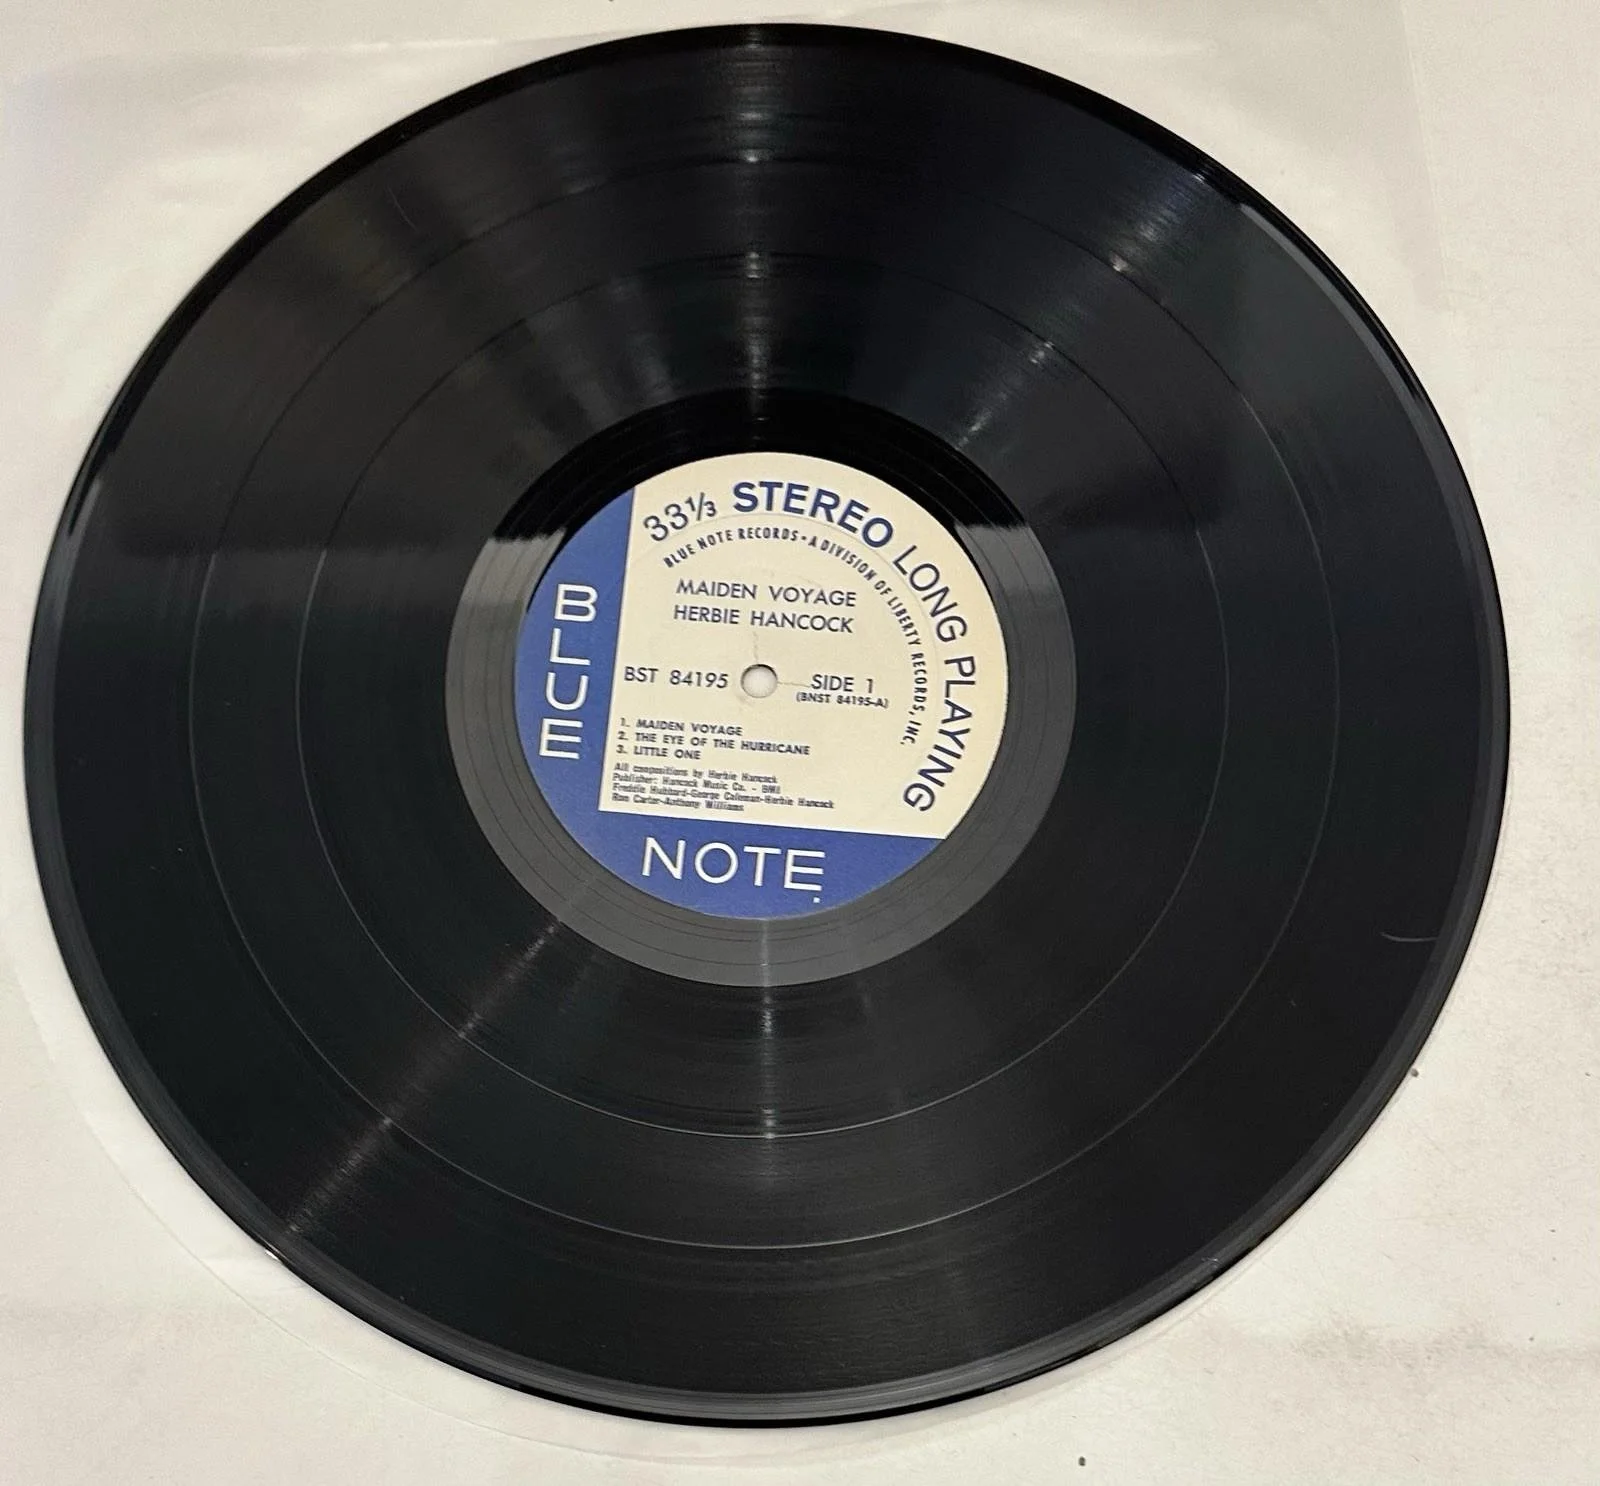 33⅓ STEREO LONG PLAYING
BLUE NOTE RECORDS • A DIVISION OF LIBERTY RECORDS, INC.
MAIDEN VOYAGE
HERBIE HANCOCK
BST 84195
SIDE 1
(BNST 84195-A)
1. MAIDEN VOYAGE
2. THE EYE OF THE HURRICANE
3. LITTLE ONE
All compositions by Herbie Hancock
Publisher: Hancock Music Co. - BMI
Freddie Hubbard-George Coleman-Herbie Hancock
Ron Carter-Anthony Williams
BLUE
NOTE